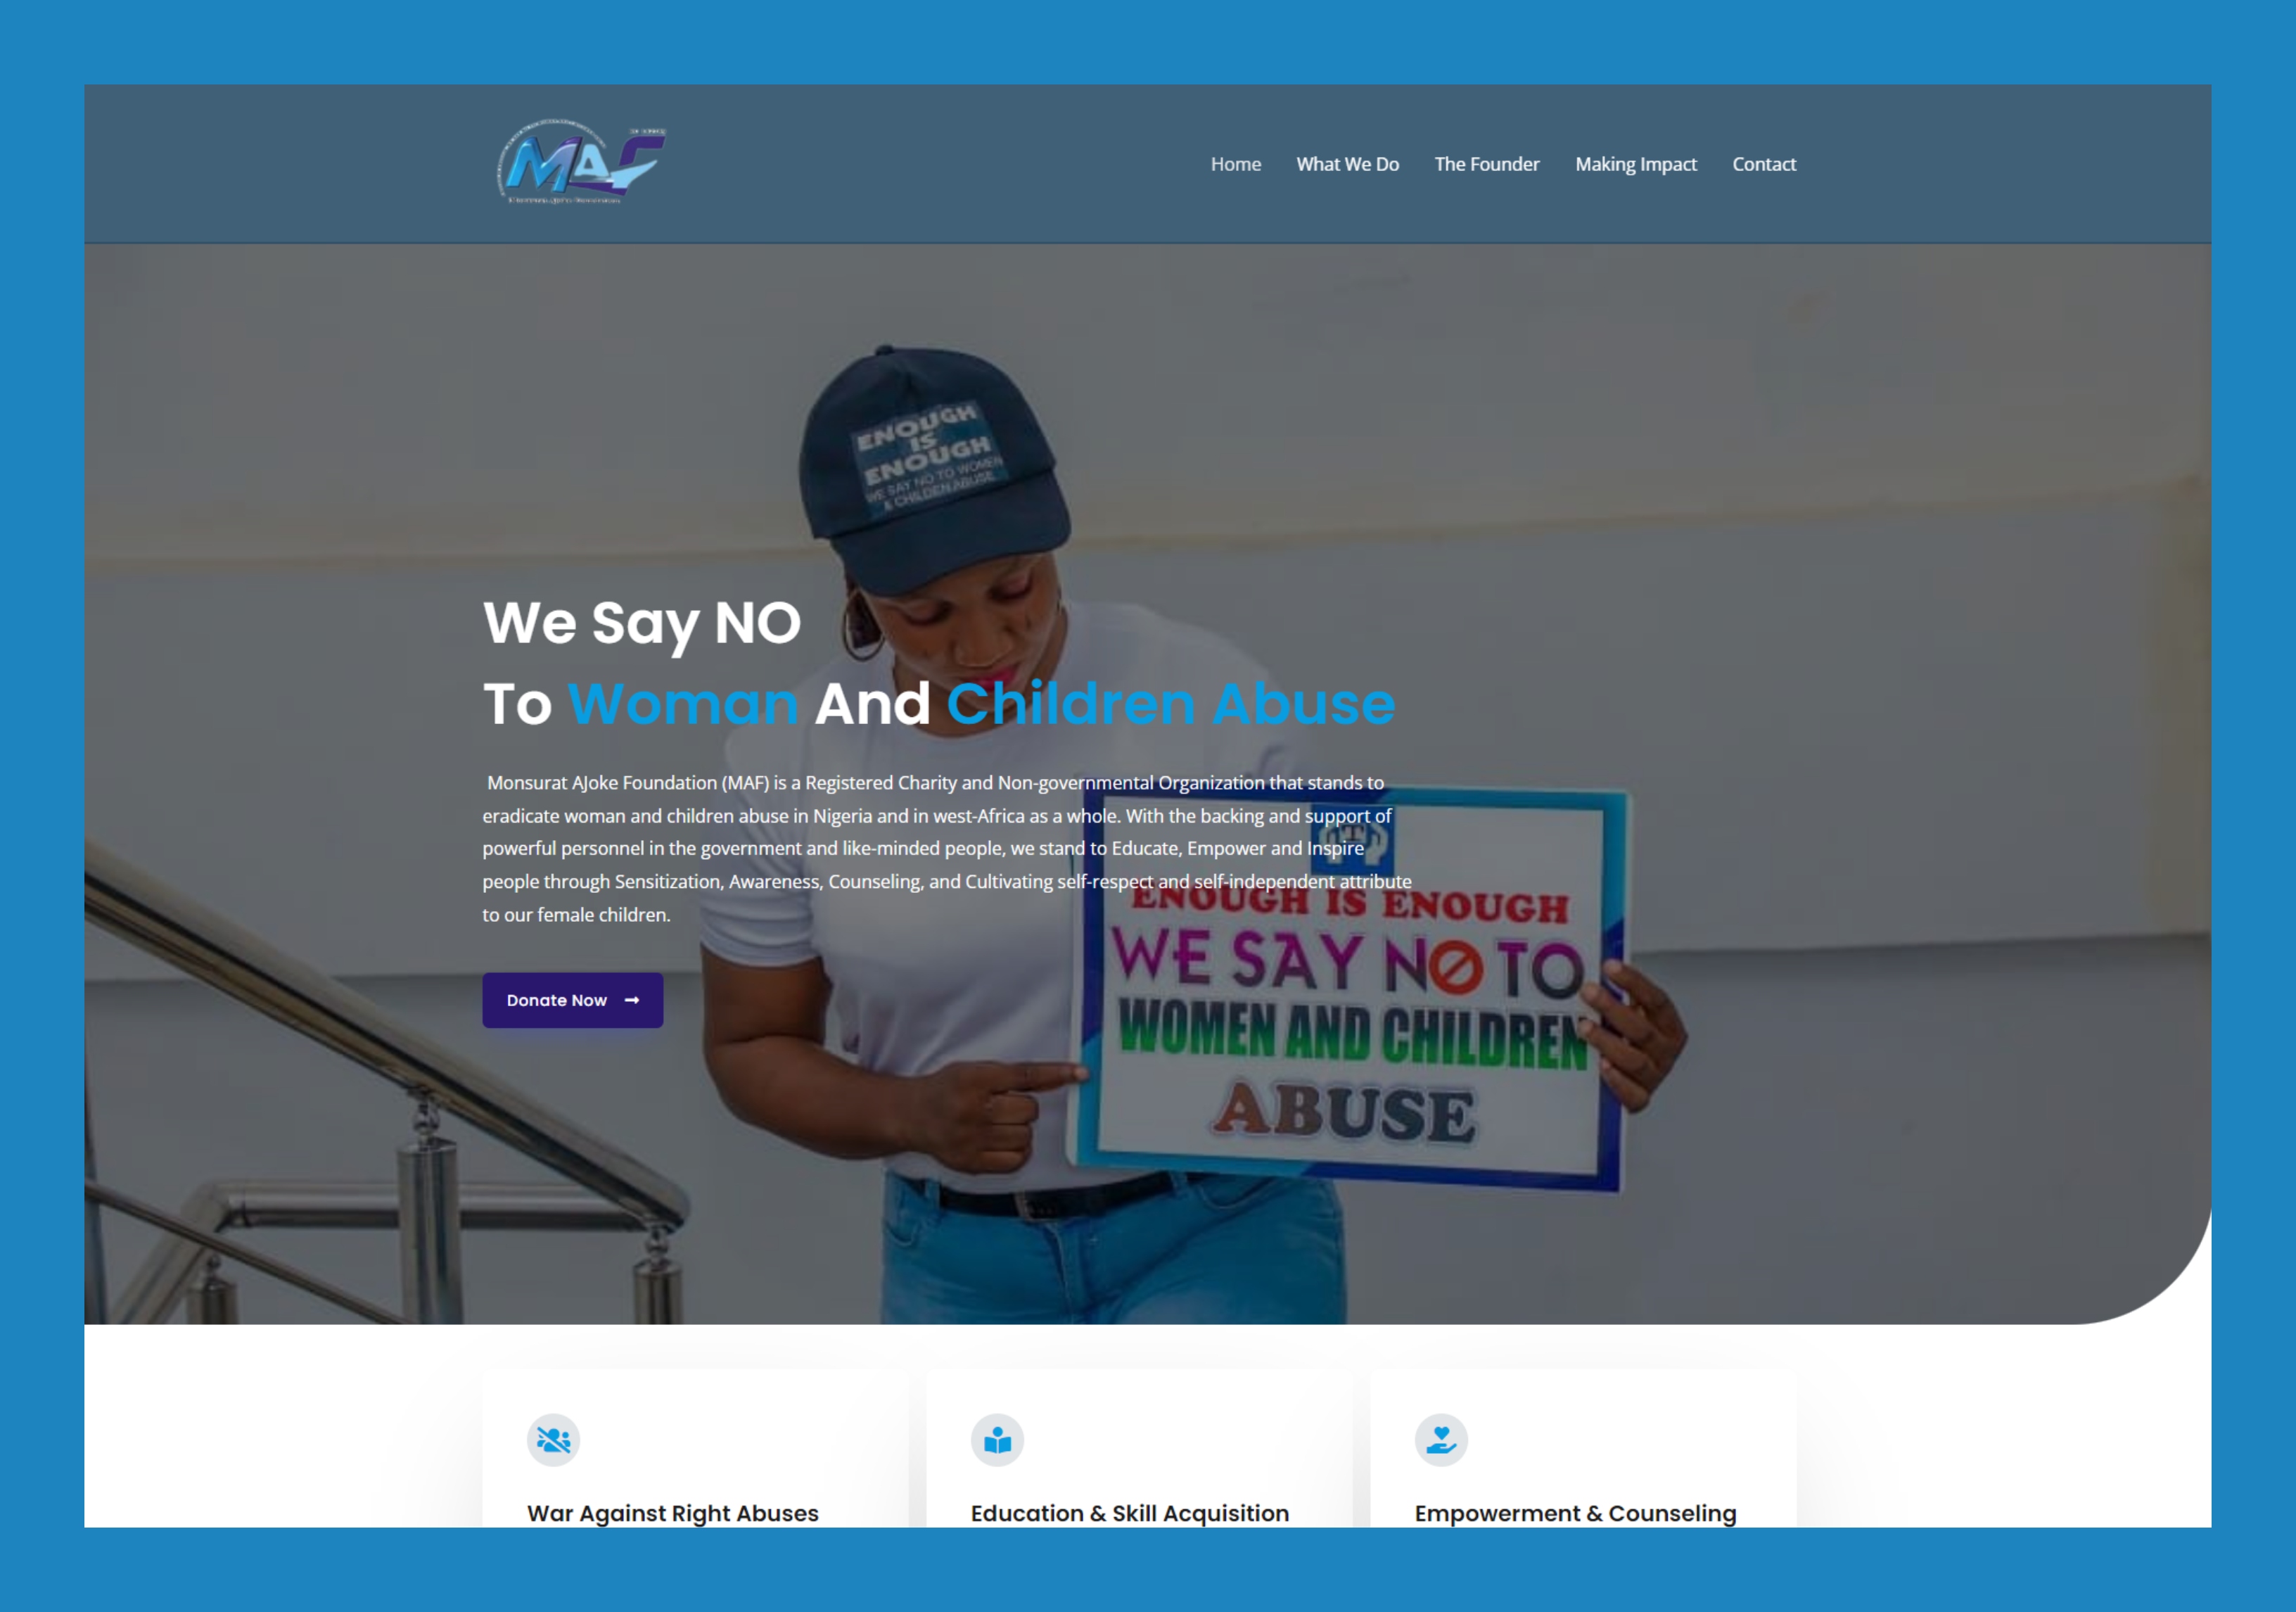 MAF
Home What We Do The Founder Making Impact Contact
ENOUGH
IS
ENOUGH
WE SAY NO TO WOMEN
& CHILDEN ABUSE
We Say NO
To Woman And Children Abuse
Monsurat AJoke Foundation (MAF) is a Registered Charity and Non-governmental Organization that stands to
eradicate woman and children abuse in Nigeria and in west-Africa as a whole. With the backing and support of
powerful personnel in the government and like-minded people, we stand to Educate, Empower and Inspire
people through Sensitization, Awareness, Counseling, and Cultivating self-respect and self-independent attribute
to our female children.
Donate Now
ENOUGH IS ENOUGH
WE SAY NO TO
WOMEN AND CHILDREN
ABUSE
War Against Right Abuses
Education & Skill Acquisition
Empowerment & Counseling